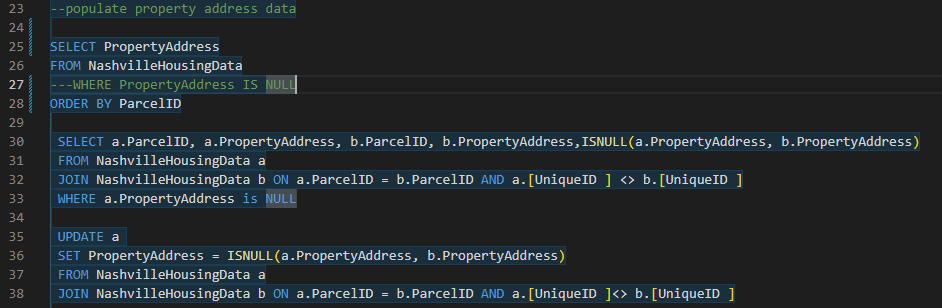 23 --populate property address data
24
25 SELECT PropertyAddress
26 FROM NashvilleHousingData
27 ---WHERE PropertyAddress IS NULL
28 ORDER BY ParcelID
29
30 SELECT a.ParcelID, a.PropertyAddress, b.ParcelID, b.PropertyAddress,ISNULL(a.PropertyAddress, b.PropertyAddress)
31 FROM NashvilleHousingData a
32 JOIN NashvilleHousingData b ON a.ParcelID = b.ParcelID AND a.[UniqueID ] <> b.[UniqueID ]
33 WHERE a.PropertyAddress is NULL
34
35 UPDATE a
36 SET PropertyAddress = ISNULL(a.PropertyAddress, b.PropertyAddress)
37 FROM NashvilleHousingData a
38 JOIN NashvilleHousingData b ON a.ParcelID = b.ParcelID AND a.[UniqueID ]<> b.[UniqueID ]